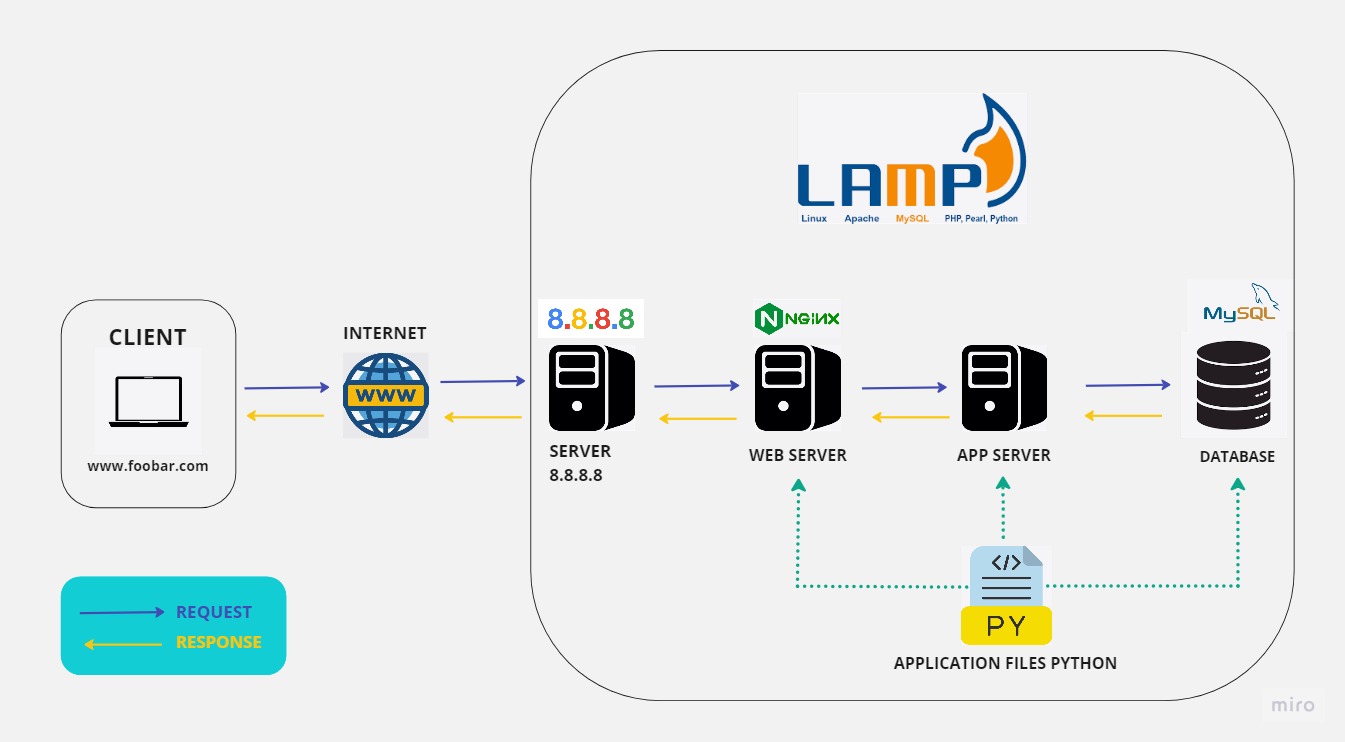 LAMP
Linux Apache MySQL PHP, Pearl, Python
CLIENT
www.foobar.com
INTERNET
WWW
8.8.8.8
SERVER
8.8.8.8
N NGiNX
WEB SERVER
APP SERVER
MySQL
DATABASE
</>
PY
APPLICATION FILES PYTHON
REQUEST
RESPONSE
miro